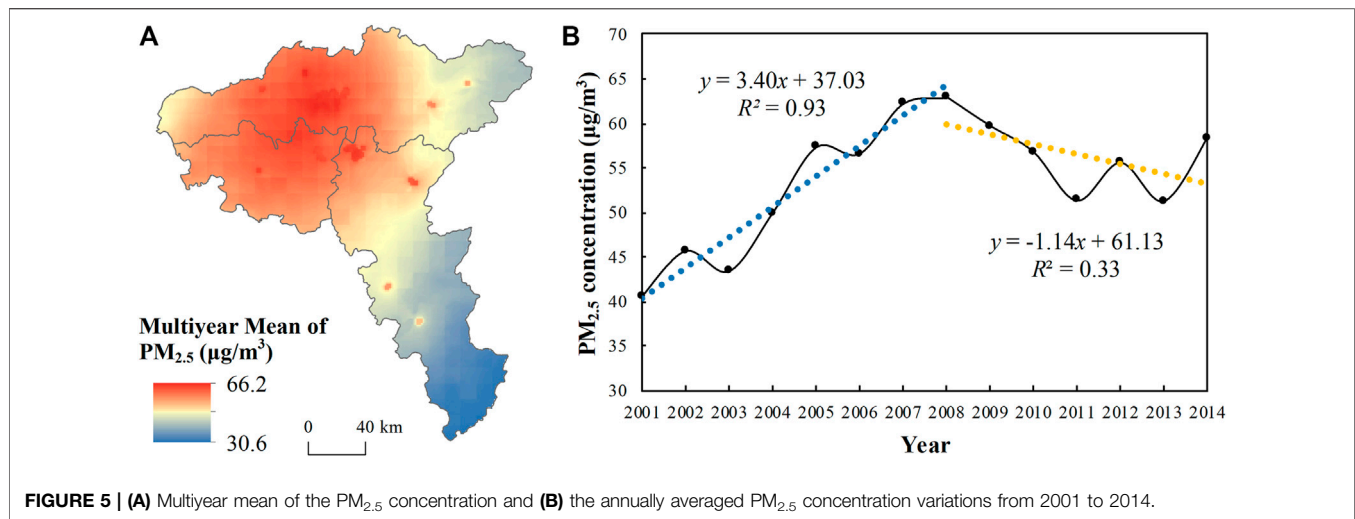 A
Multiyear Mean of
PM2.5 (µg/m³)
66.2
30.6
0 40 km
B
70
65
60
55
50
45
40
35
30
PM2.5 concentration (µg/m³)
y = 3.40x + 37.03
R² = 0.93
y = -1.14x + 61.13
R² = 0.33
2001 2002 2003 2004 2005 2006 2007 2008 2009 2010 2011 2012 2013 2014
Year
FIGURE 5 | (A) Multiyear mean of the PM2.5 concentration and (B) the annually averaged PM2.5 concentration variations from 2001 to 2014.